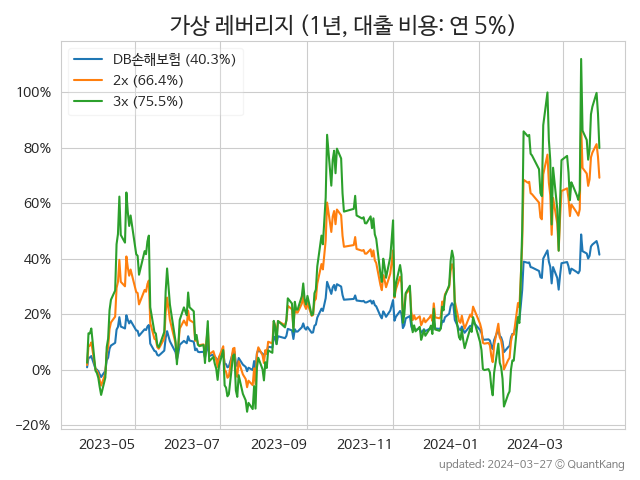 가상 레버리지 (1년, 대출 비용: 연 5%)
DB손해보험 (40.3%)
2x (66.4%)
3x (75.5%)
100%
80%
60%
40%
20%
0%
−20%
2023-05
2023-07
2023-09
2023-11
2024-01
2024-03
updated: 2024-03-27 © QuantKang